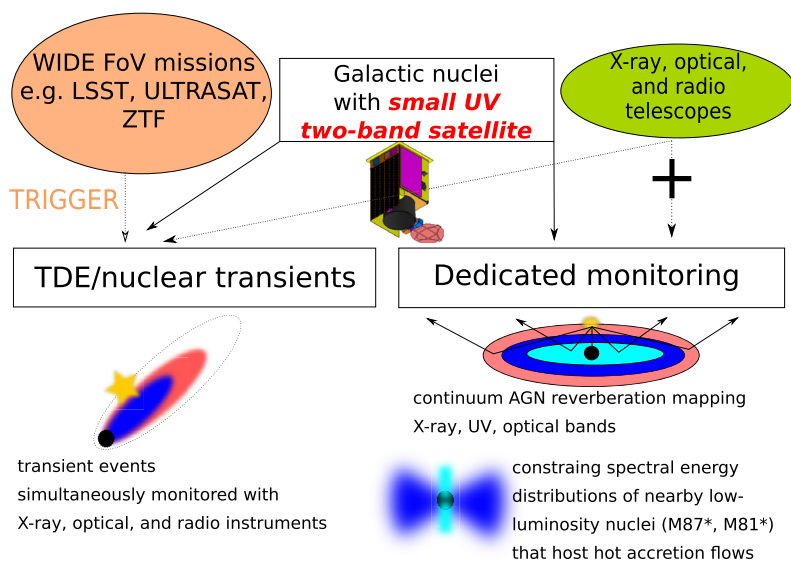 WIDE FoV missions
e.g. LSST, ULTRASAT,
ZTF
Galactic nuclei
with small UV
two-band satellite
X-ray, optical,
and radio
telescopes
TRIGGER
+
TDE/nuclear transients
Dedicated monitoring
continuum AGN reverberation mapping
X-ray, UV, optical bands
transient events
simultaneously monitored with
X-ray, optical, and radio instruments
constraing spectral energy
distributions of nearby low-
luminosity nuclei (M87*, M81*)
that host hot accretion flows